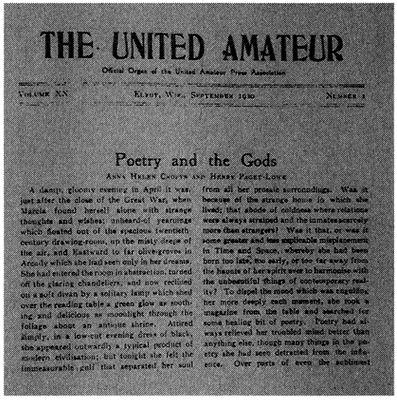 THE UNITED AMATEUR
Official Organ of the United Amateur Press Association
VOLUME XX ELROY, WIS., SEPTEMBER 1920 NUMBER 1
Poetry and the Gods
ANNA HELEN CROFTS AND HENRY PAGET-LOWE
A damp, gloomy evening in April it was,
just after the close of the Great War, when
Marcia found herself alone with strange
thoughts and wishes; unheard-of yearnings
which floated out of the spacious twentieth-
century drawing-room, up the misty deeps of
the air, and Eastward to far olive-groves in
Arcady which she had seen only in her dreams.
She had entered the room in abstraction, turned
off the glaring chandeliers, and now reclined
on a soft divan by a solitary lamp which shed
over the reading table a green glow as sooth-
ing and delicious as moonlight through the
foliage about an antique shrine. Attired
simply, in a low-cut evening dress of black,
she appeared outwardly a typical product of
modern civilisation; but tonight she felt the
immeasurable gulf that separated her soul
from all her prosaic surroundings. Was it
because of the strange home in which she
lived; that abode of coldness where relations
were always strained and the inmates scarcely
more than strangers? Was it that, or was it
some greater and less explicable misplacement
in Time and Space, whereby she had been
born too late, too early, or too far away from
the haunts of her spirit ever to harmonise with
the unbeautiful things of contemporary real-
ity? To dispel the mood which was engulfing
her more deeply each moment, she took a
magazine from the table and searched for
some healing bit of poetry. Poetry had al-
ways relieved her troubled mind better than
anything else, though many things in the po-
etry she had seen detracted from the influ-
ence. Over parts of even the sublimest